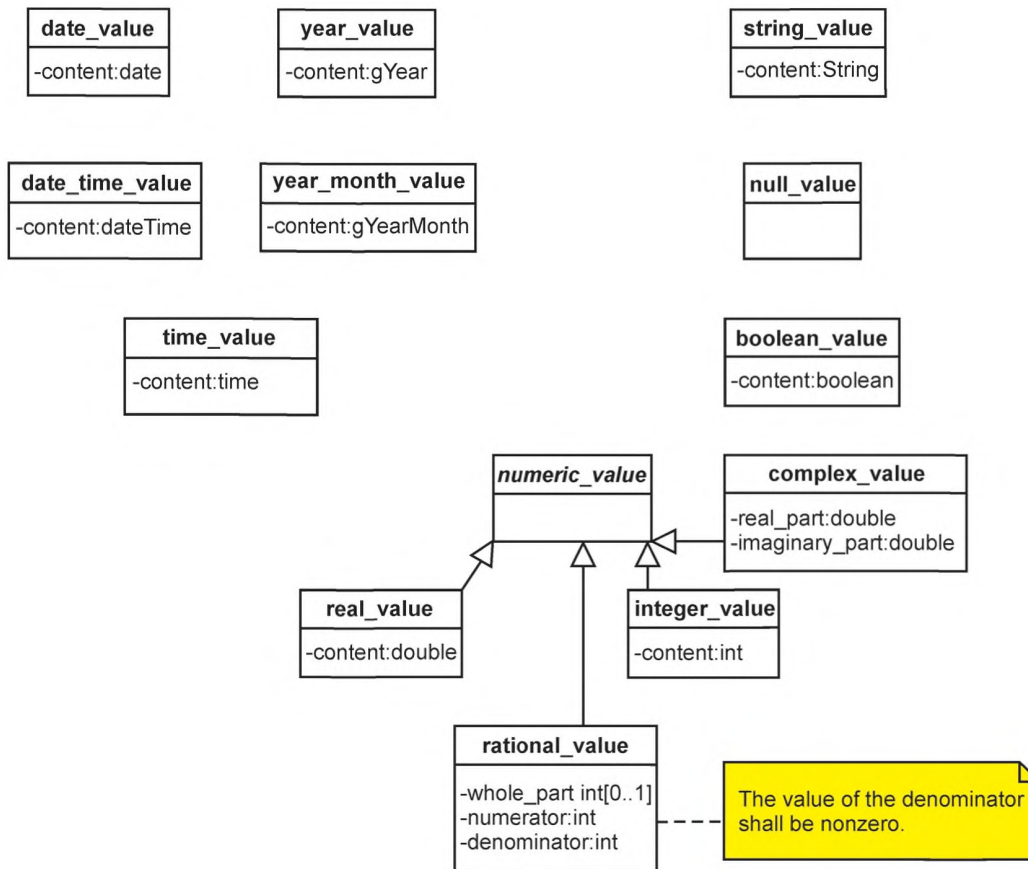 date_value
-content:date
year_value
-content:gYear
string_value
-content:String
date_time_value
-content:dateTime
year_month_value
-content:gYearMonth
null_value
time_value
-content:time
boolean_value
-content:boolean
numeric_value
complex_value
-real_part:double
-imaginary_part:double
real_value
-content:double
integer_value
-content:int
rational_value
-whole_part int[0..1]
-numerator:int
-denominator:int
The value of the denominator
shall be nonzero.